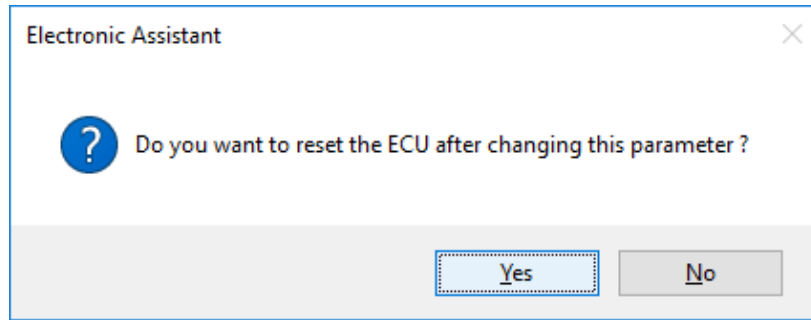 Electronic Assistant
?
Do you want to reset the ECU after changing this parameter ?
Yes
No